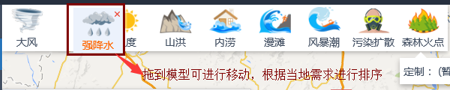 大风 强降水 度 山洪 内涝 漫滩 风暴潮 污染扩散 森林火点
拖到模型可进行移动，根据当地需求进行排序
定制：(暂